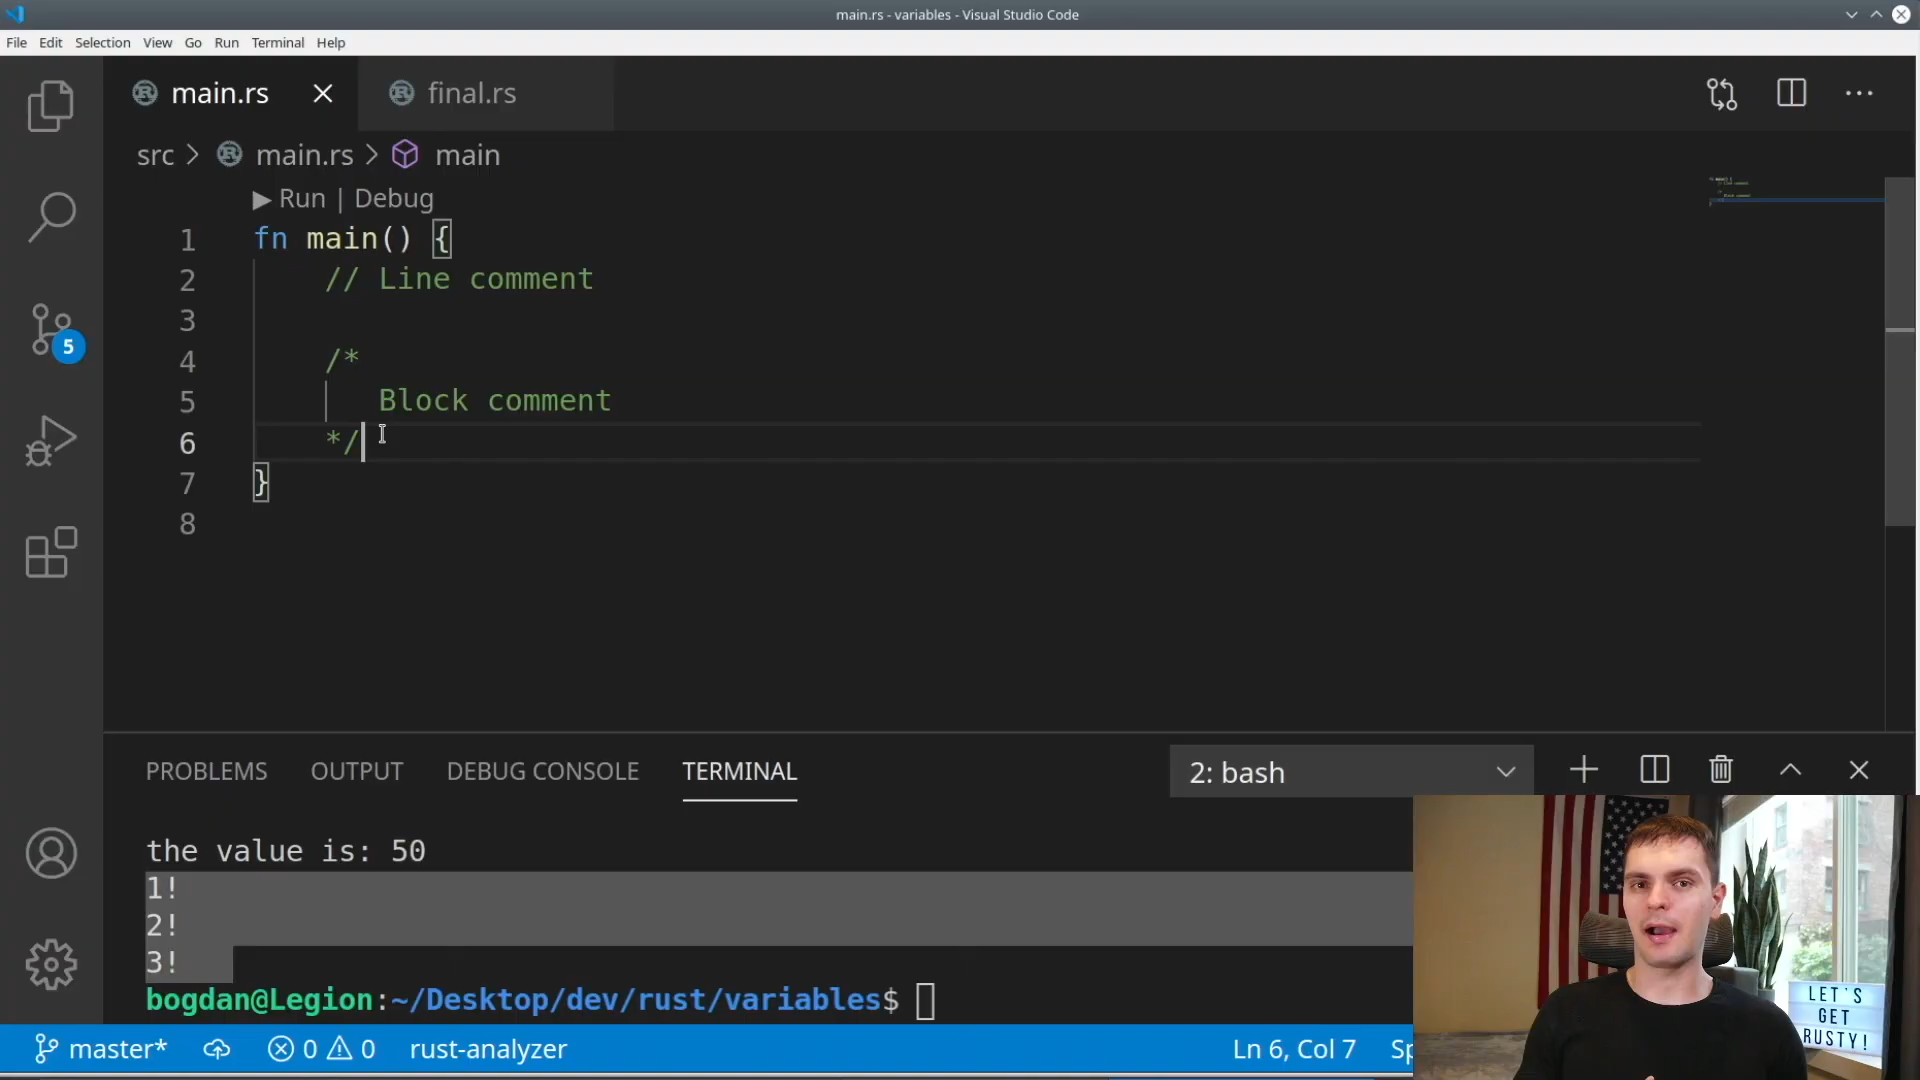 main.rs - variables - Visual Studio Code
File Edit Selection View Go Run Terminal Help
main.rs final.rs
src > main.rs > main
▶ Run | Debug
1 fn main() {
2 // Line comment
3
4 /*
5 Block comment
6 */
7 }
8
5
PROBLEMS OUTPUT DEBUG CONSOLE TERMINAL 2: bash
the value is: 50
1!
2!
3!
bogdan@Legion:~/Desktop/dev/rust/variables$
master* 0 0 rust-analyzer Ln 6, Col 7
LET'S
GET
RUSTY!